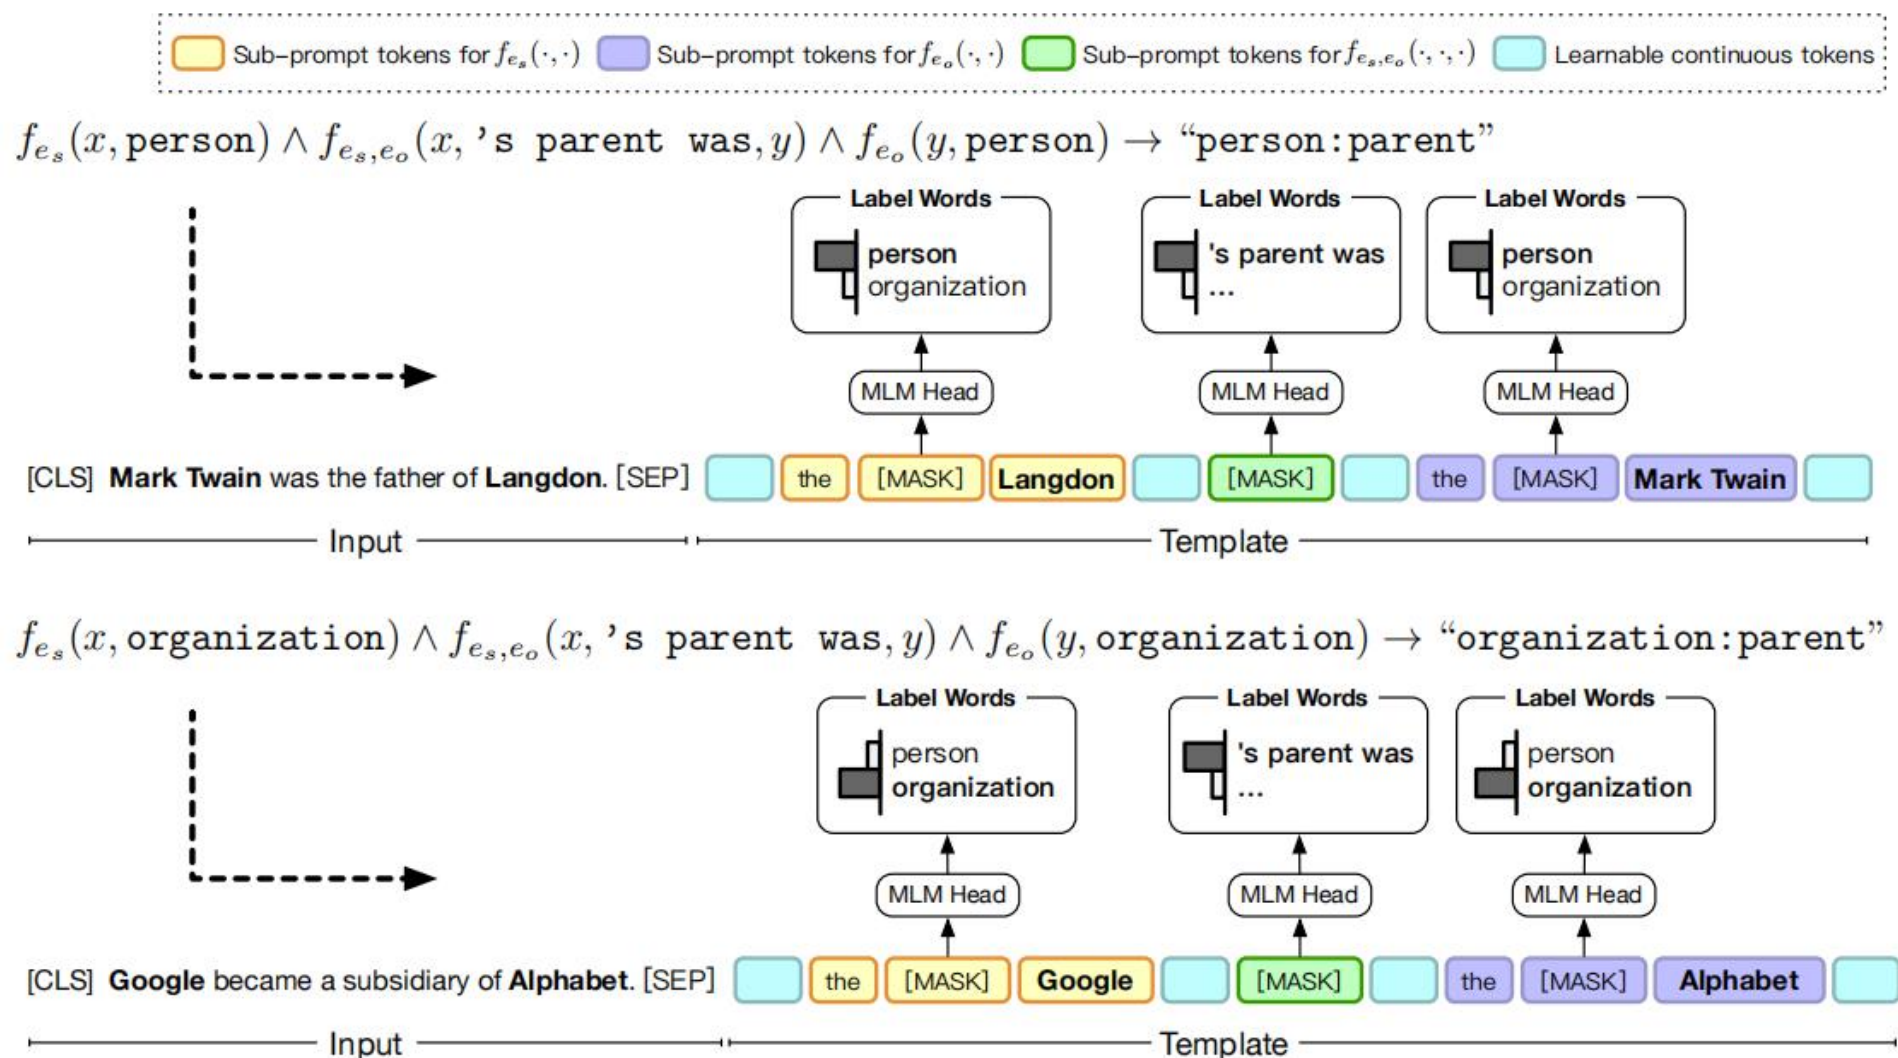 Sub-prompt tokens for f_{e_s}(·,·) Sub-prompt tokens for f_{e_o}(·,·) Sub-prompt tokens for f_{e_s,e_o}(·,·,·) Learnable continuous tokens
f_{e_s}(x, person) ∧ f_{e_s,e_o}(x, 's parent was, y) ∧ f_{e_o}(y, person) → “person:parent”
Label Words Label Words Label Words
person 's parent was person
organization ... organization
MLM Head MLM Head MLM Head
[CLS] Mark Twain was the father of Langdon. [SEP] the [MASK] Langdon [MASK] the [MASK] Mark Twain
Input Template
f_{e_s}(x, organization) ∧ f_{e_s,e_o}(x, 's parent was, y) ∧ f_{e_o}(y, organization) → “organization:parent”
Label Words Label Words Label Words
person 's parent was person
organization ... organization
MLM Head MLM Head MLM Head
[CLS] Google became a subsidiary of Alphabet. [SEP] the [MASK] Google [MASK] the [MASK] Alphabet
Input Template